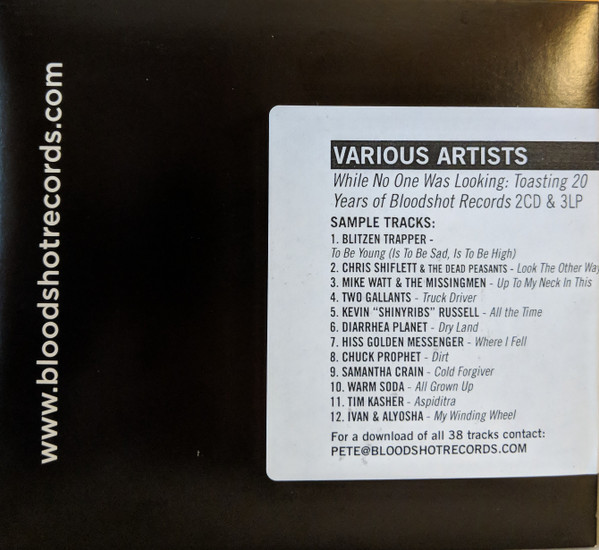 www.bloodshotrecords.com
VARIOUS ARTISTS
While No One Was Looking: Toasting 20
Years of Bloodshot Records 2CD & 3LP
SAMPLE TRACKS:
1. BLITZEN TRAPPER -
To Be Young (Is To Be Sad, Is To Be High)
2. CHRIS SHIFLETT & THE DEAD PEASANTS - Look The Other Way
3. MIKE WATT & THE MISSINGMEN - Up To My Neck In This
4. TWO GALLANTS - Truck Driver
5. KEVIN "SHINYRIBS" RUSSELL - All the Time
6. DIARRHEA PLANET - Dry Land
7. HISS GOLDEN MESSENGER - Where I Fell
8. CHUCK PROPHET - Dirt
9. SAMANTHA CRAIN - Cold Forgiver
10. WARM SODA - All Grown Up
11. TIM KASHER - Aspiditra
12. IVAN & ALYOSHA - My Winding Wheel
For a download of all 38 tracks contact:
PETE@BLOODSHOTRECORDS.COM